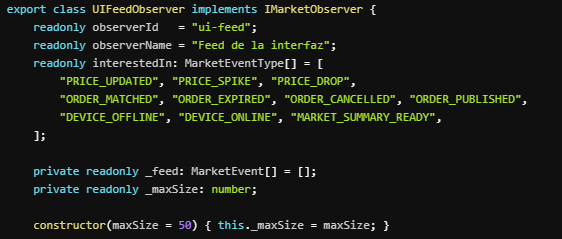 export class UIFeedObserver implements IMarketObserver {
    readonly observerId   = "ui-feed";
    readonly observerName = "Feed de la interfaz";
    readonly interestedIn: MarketEventType[] = [
        "PRICE_UPDATED", "PRICE_SPIKE", "PRICE_DROP",
        "ORDER_MATCHED", "ORDER_EXPIRED", "ORDER_CANCELLED", "ORDER_PUBLISHED",
        "DEVICE_OFFLINE", "DEVICE_ONLINE", "MARKET_SUMMARY_READY",
    ];

    private readonly _feed: MarketEvent[] = [];
    private readonly _maxSize: number;

    constructor(maxSize = 50) { this._maxSize = maxSize; }